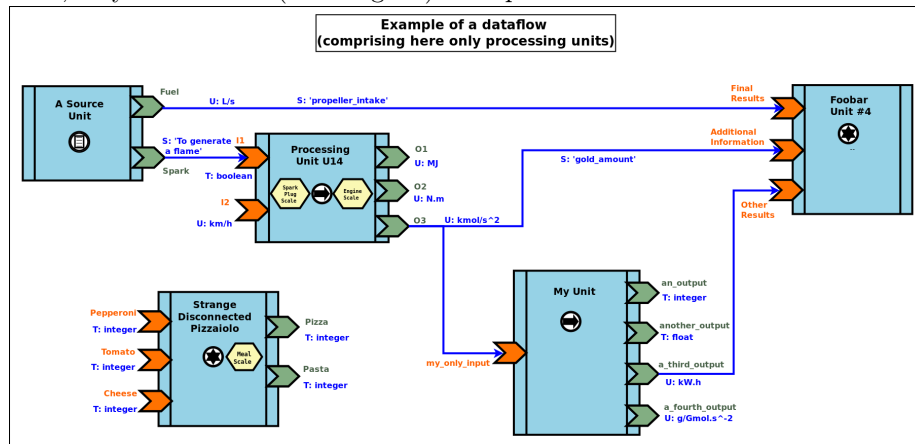 Example of a dataflow
(comprising here only processing units)
A Source
Unit
Fuel
U: L/s
S: 'propeller_intake'
Final
Results
Foobar
Unit #4
...
S: 'To generate
a flame'
Spark
I1
T: boolean
I2
U: km/h
Processing
Unit U14
Spark
Plug
Scale
Engine
Scale
O1
U: MJ
O2
U: N.m
O3
U: kmol/s^2
S: 'gold_amount'
Additional
Information
Other
Results
Strange
Disconnected
Pizzaiolo
Meal
Scale
Pepperoni
T: integer
Tomato
T: integer
Cheese
T: integer
Pizza
T: integer
Pasta
T: integer
my_only_input
My Unit
an_output
T: integer
another_output
T: float
a_third_output
U: kW.h
a_fourth_output
U: g/Gmol.s^-2